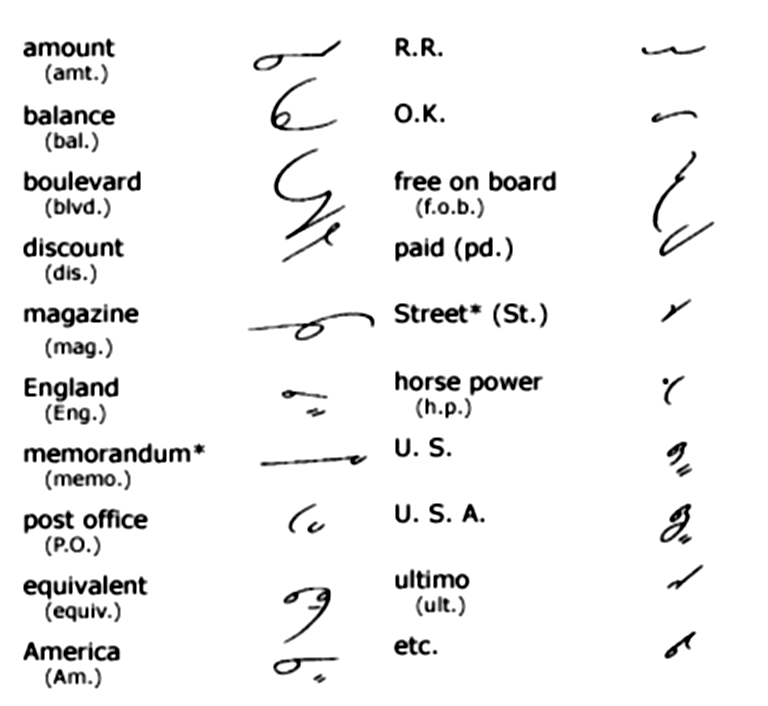 amount
(amt.)
balance
(bal.)
boulevard
(blvd.)
discount
(dis.)
magazine
(mag.)
England
(Eng.)
memorandum*
(memo.)
post office
(P.O.)
equivalent
(equiv.)
America
(Am.)
R.R.
O.K.
free on board
(f.o.b.)
paid (pd.)
Street* (St.)
horse power
(h.p.)
U. S.
U. S. A.
ultimo
(ult.)
etc.